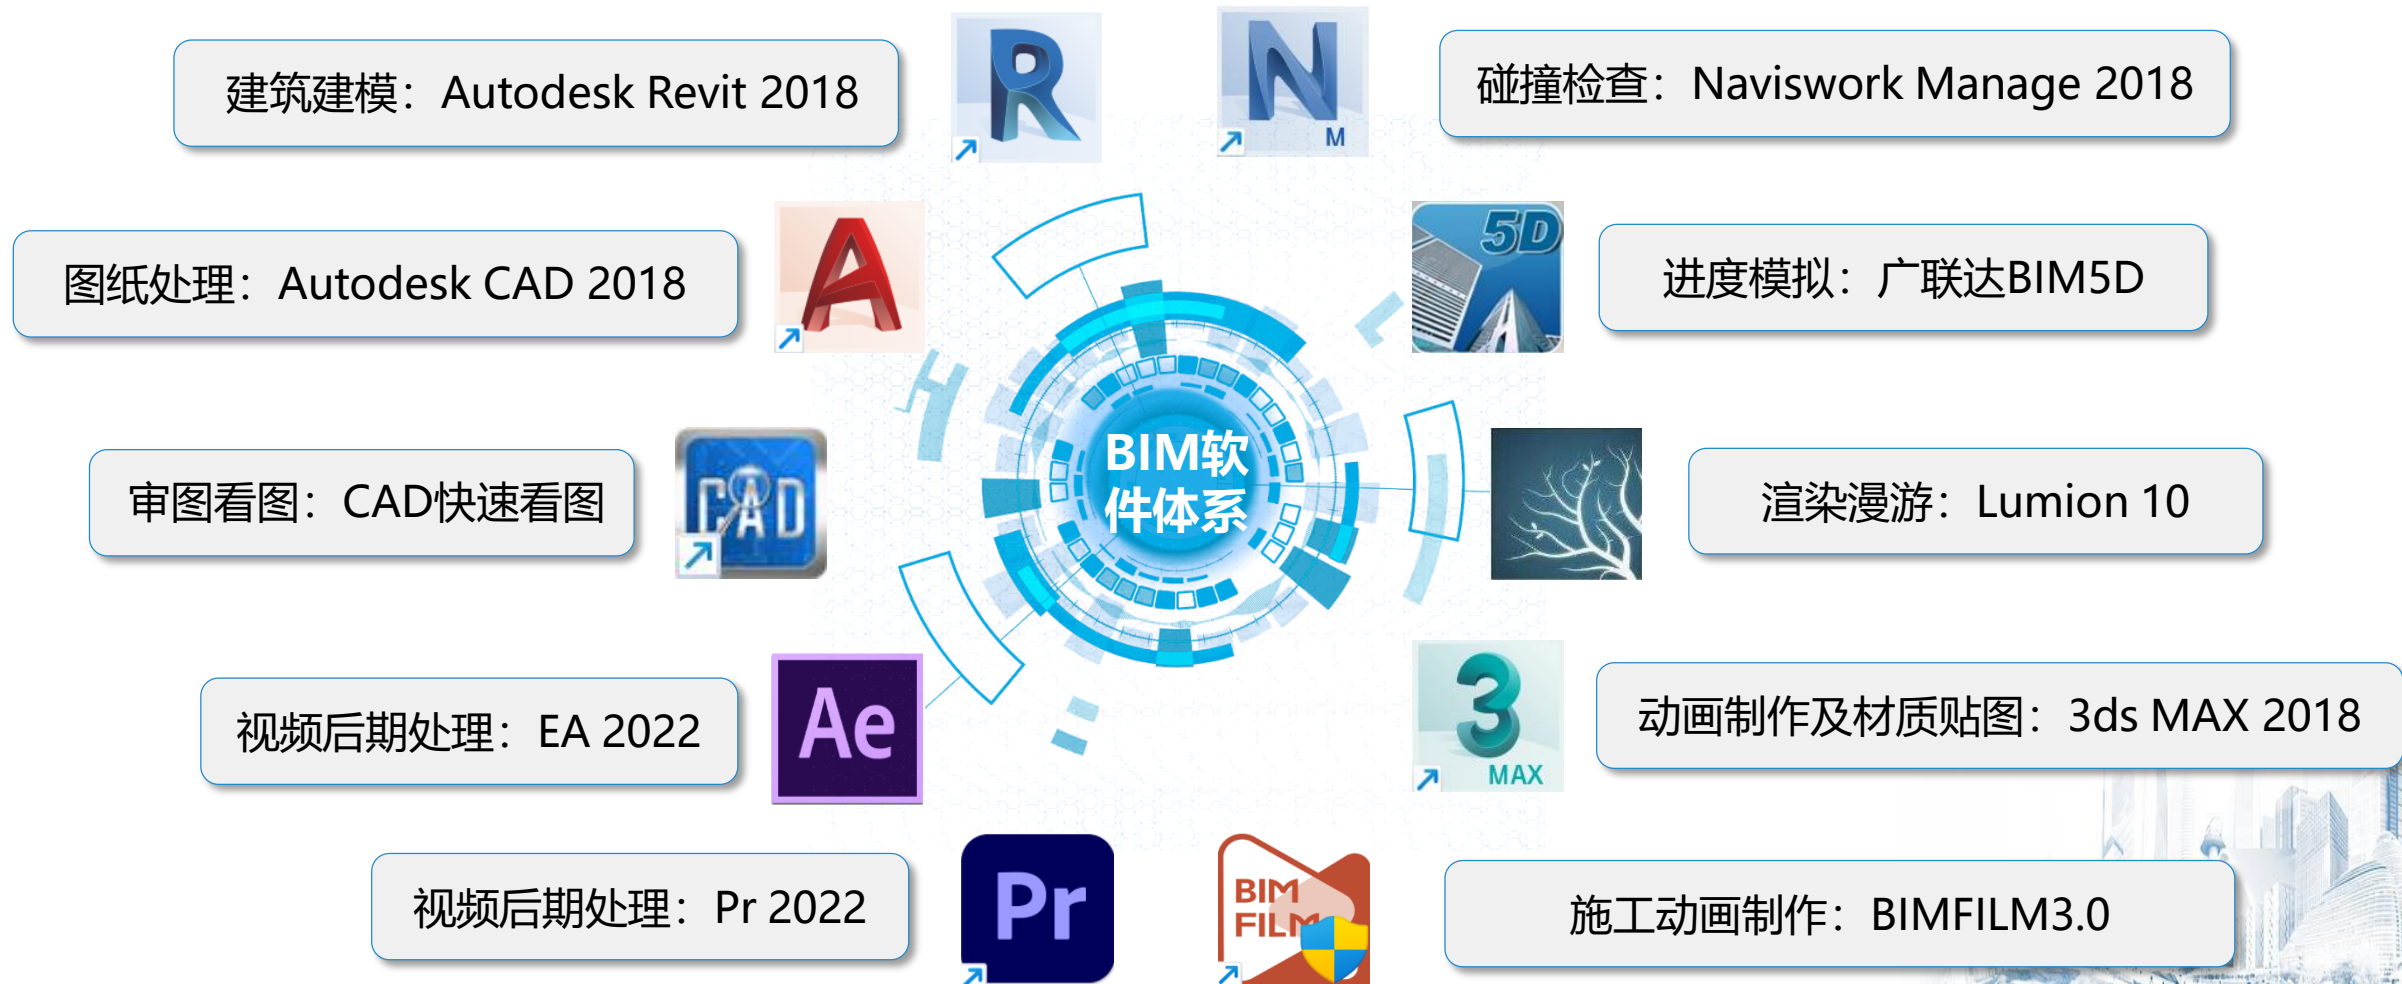 建筑建模：Autodesk Revit 2018
R
N
M
碰撞检查：Naviswork Manage 2018
图纸处理：Autodesk CAD 2018
A
5D
进度模拟：广联达BIM5D
审图看图：CAD快速看图
CAD
BIM软
件体系
渲染漫游：Lumion 10
视频后期处理：EA 2022
Ae
3
MAX
动画制作及材质贴图：3ds MAX 2018
视频后期处理：Pr 2022
Pr
BIM
FILM
施工动画制作：BIMFILM3.0